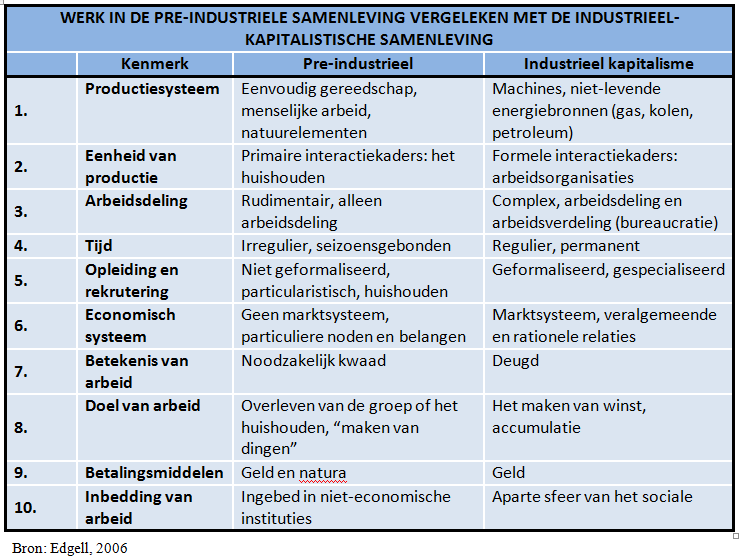 WERK IN DE PRE-INDUSTRIELE SAMENLEVING VERGELEKEN MET DE INDUSTRIEEL-
KAPITALISTISCHE SAMENLEVING
Kenmerk Pre-industrieel Industrieel kapitalisme
1. Productiesysteem Eenvoudig gereedschap, Machines, niet-levende
menselijke arbeid, energiebronnen (gas, kolen,
natuurelementen petroleum)
2. Eenheid van Primaire interactiekaders: het Formele interactiekaders:
productie huishouden arbeidsorganisaties
3. Arbeidsdeling Rudimentair, alleen Complex, arbeidsdeling en
arbeidsdeling arbeidsverdeling (bureaucratie)
4. Tijd Irregulier, seizoensgebonden Regulier, permanent
5. Opleiding en Niet geformaliseerd, Geformaliseerd, gespecialiseerd
rekrutering particularistisch, huishouden
6. Economisch Geen marktsysteem, Marktsysteem, veralgemeende
systeem particuliere noden en belangen en rationele relaties
7. Betekenis van Noodzakelijk kwaad Deugd
arbeid
8. Doel van arbeid Overleven van de groep of het Het maken van winst,
huishouden, “maken van accumulatie
dingen”
9. Betalingsmiddelen Geld en natura Geld
10. Inbedding van Ingebed in niet-economische Aparte sfeer van het sociale
arbeid instituties
Bron: Edgell, 2006